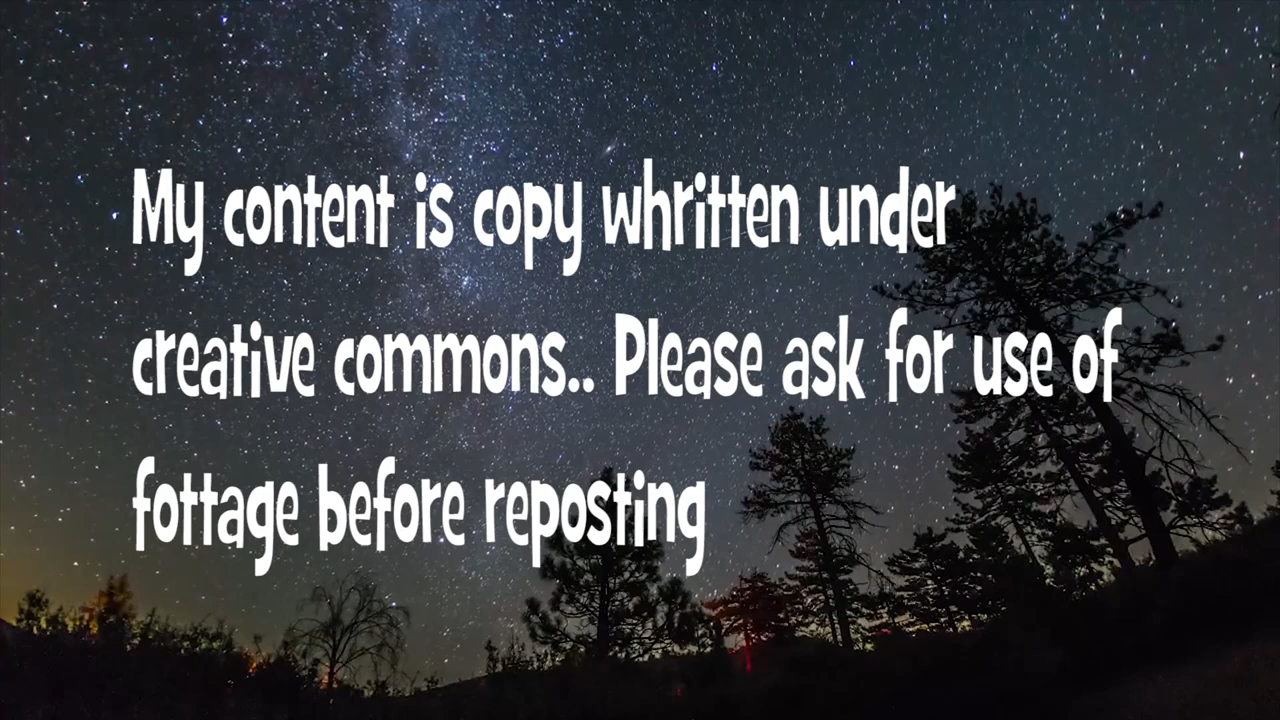 My content is copy whritten under
creative commons.. Please ask for use of
fottage before reposting